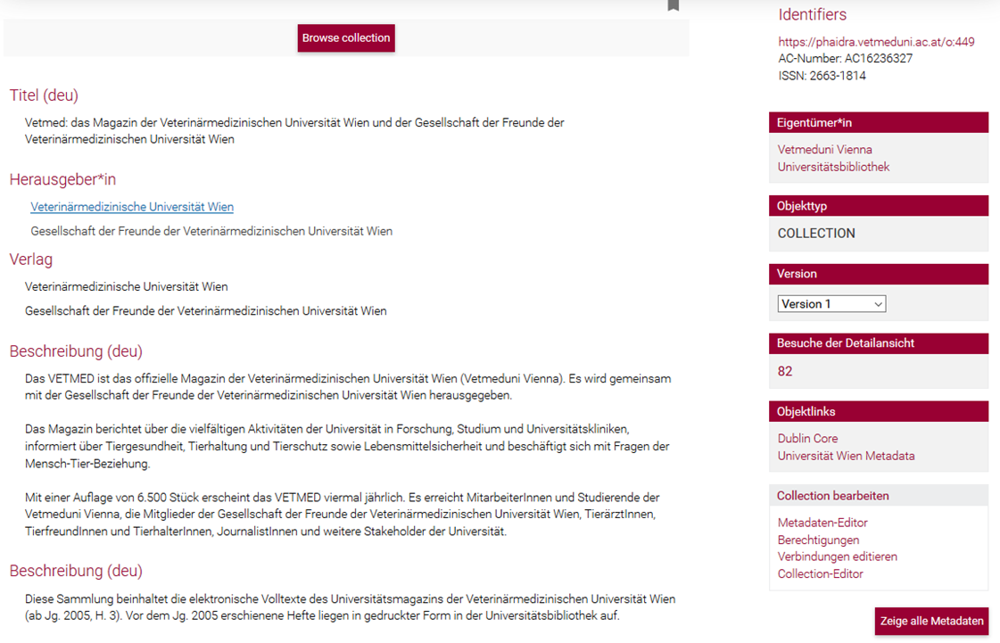 Browse collection
Titel (deu)
Vetmed: das Magazin der Veterinärmedizinischen Universität Wien und der Gesellschaft der Freunde der
Veterinärmedizinischen Universität Wien
Herausgeber*in
Veterinärmedizinische Universität Wien
Gesellschaft der Freunde der Veterinärmedizinischen Universität Wien
Verlag
Veterinärmedizinische Universität Wien
Gesellschaft der Freunde der Veterinärmedizinischen Universität Wien
Beschreibung (deu)
Das VETMED ist das offizielle Magazin der Veterinärmedizinischen Universität Wien (Vetmeduni Vienna). Es wird gemeinsam
mit der Gesellschaft der Freunde der Veterinärmedizinischen Universität Wien herausgegeben.
Das Magazin berichtet über die vielfältigen Aktivitäten der Universität in Forschung, Studium und Universitätskliniken,
informiert über Tiergesundheit, Tierhaltung und Tierschutz sowie Lebensmittelsicherheit und beschäftigt sich mit Fragen der
Mensch-Tier-Beziehung.
Mit einer Auflage von 6.500 Stück erscheint das VETMED viermal jährlich. Es erreicht MitarbeiterInnen und Studierende der
Vetmeduni Vienna, die Mitglieder der Gesellschaft der Freunde der Veterinärmedizinischen Universität Wien, TierärztInnen,
TierfreundInnen und TierhalterInnen, JournalistInnen und weitere Stakeholder der Universität.
Beschreibung (deu)
Diese Sammlung beinhaltet die elektronische Volltexte des Universitätsmagazins der Veterinärmedizinischen Universität Wien
(ab Jg. 2005, H. 3). Vor dem Jg. 2005 erschienene Hefte liegen in gedruckter Form in der Universitätsbibliothek auf.
Identifiers
https://phaidra.vetmeduni.ac.at/o:449
AC-Number: AC16236327
ISSN: 2663-1814
Eigentümer*in
Vetmeduni Vienna
Universitätsbibliothek
Objekttyp
COLLECTION
Version
Version 1
Besuche der Detailansicht
82
Objektlinks
Dublin Core
Universität Wien Metadata
Collection bearbeiten
Metadaten-Editor
Berechtigungen
Verbindungen editieren
Collection-Editor
Zeige alle Metadaten